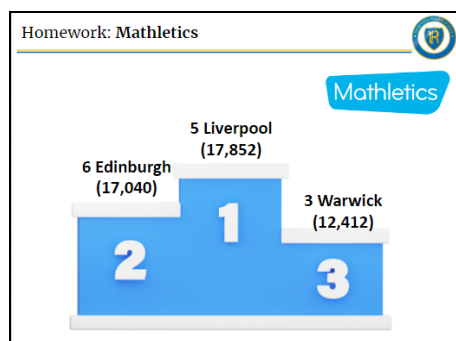 Homework: Mathletics
Mathletics
5 Liverpool
(17,852)
6 Edinburgh
(17,040)
3 Warwick
(12,412)
1
2
3